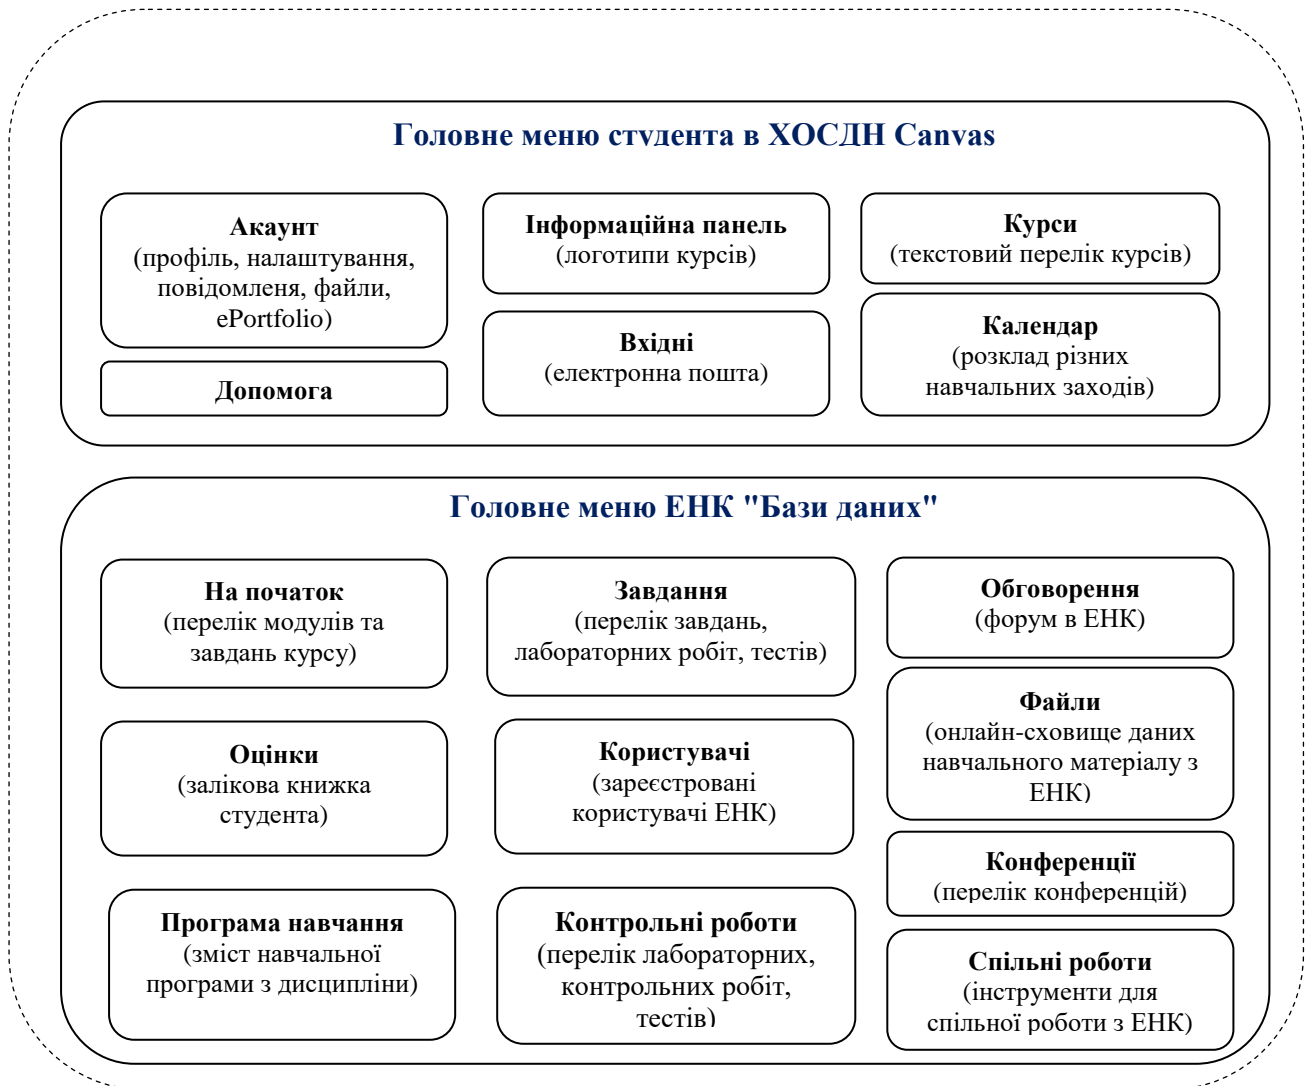 Головне меню студента в ХОСДН Canvas
Акаунт
(профіль, налаштування,
повідомленя, файли,
ePortfolio)
Допомога
Інформаційна панель
(логотипи курсів)
Вхідні
(електронна пошта)
Курси
(текстовий перелік курсів)
Календар
(розклад різних
навчальних заходів)
Головне меню ЕНК "Бази даних"
На початок
(перелік модулів та
завдань курсу)
Завдання
(перелік завдань,
лабораторних робіт, тестів)
Обговорення
(форум в ЕНК)
Файли
(онлайн-сховище даних
навчального матеріалу з
ЕНК)
Оцінки
(залікова книжка
студента)
Користувачі
(зареєстровані
користувачі ЕНК)
Конференції
(перелік конференцій)
Програма навчання
(зміст навчальної
програми з дисципліни)
Контрольні роботи
(перелік лабораторних,
контрольних робіт,
тестів)
Спільні роботи
(інструменти для
спільної роботи з ЕНК)